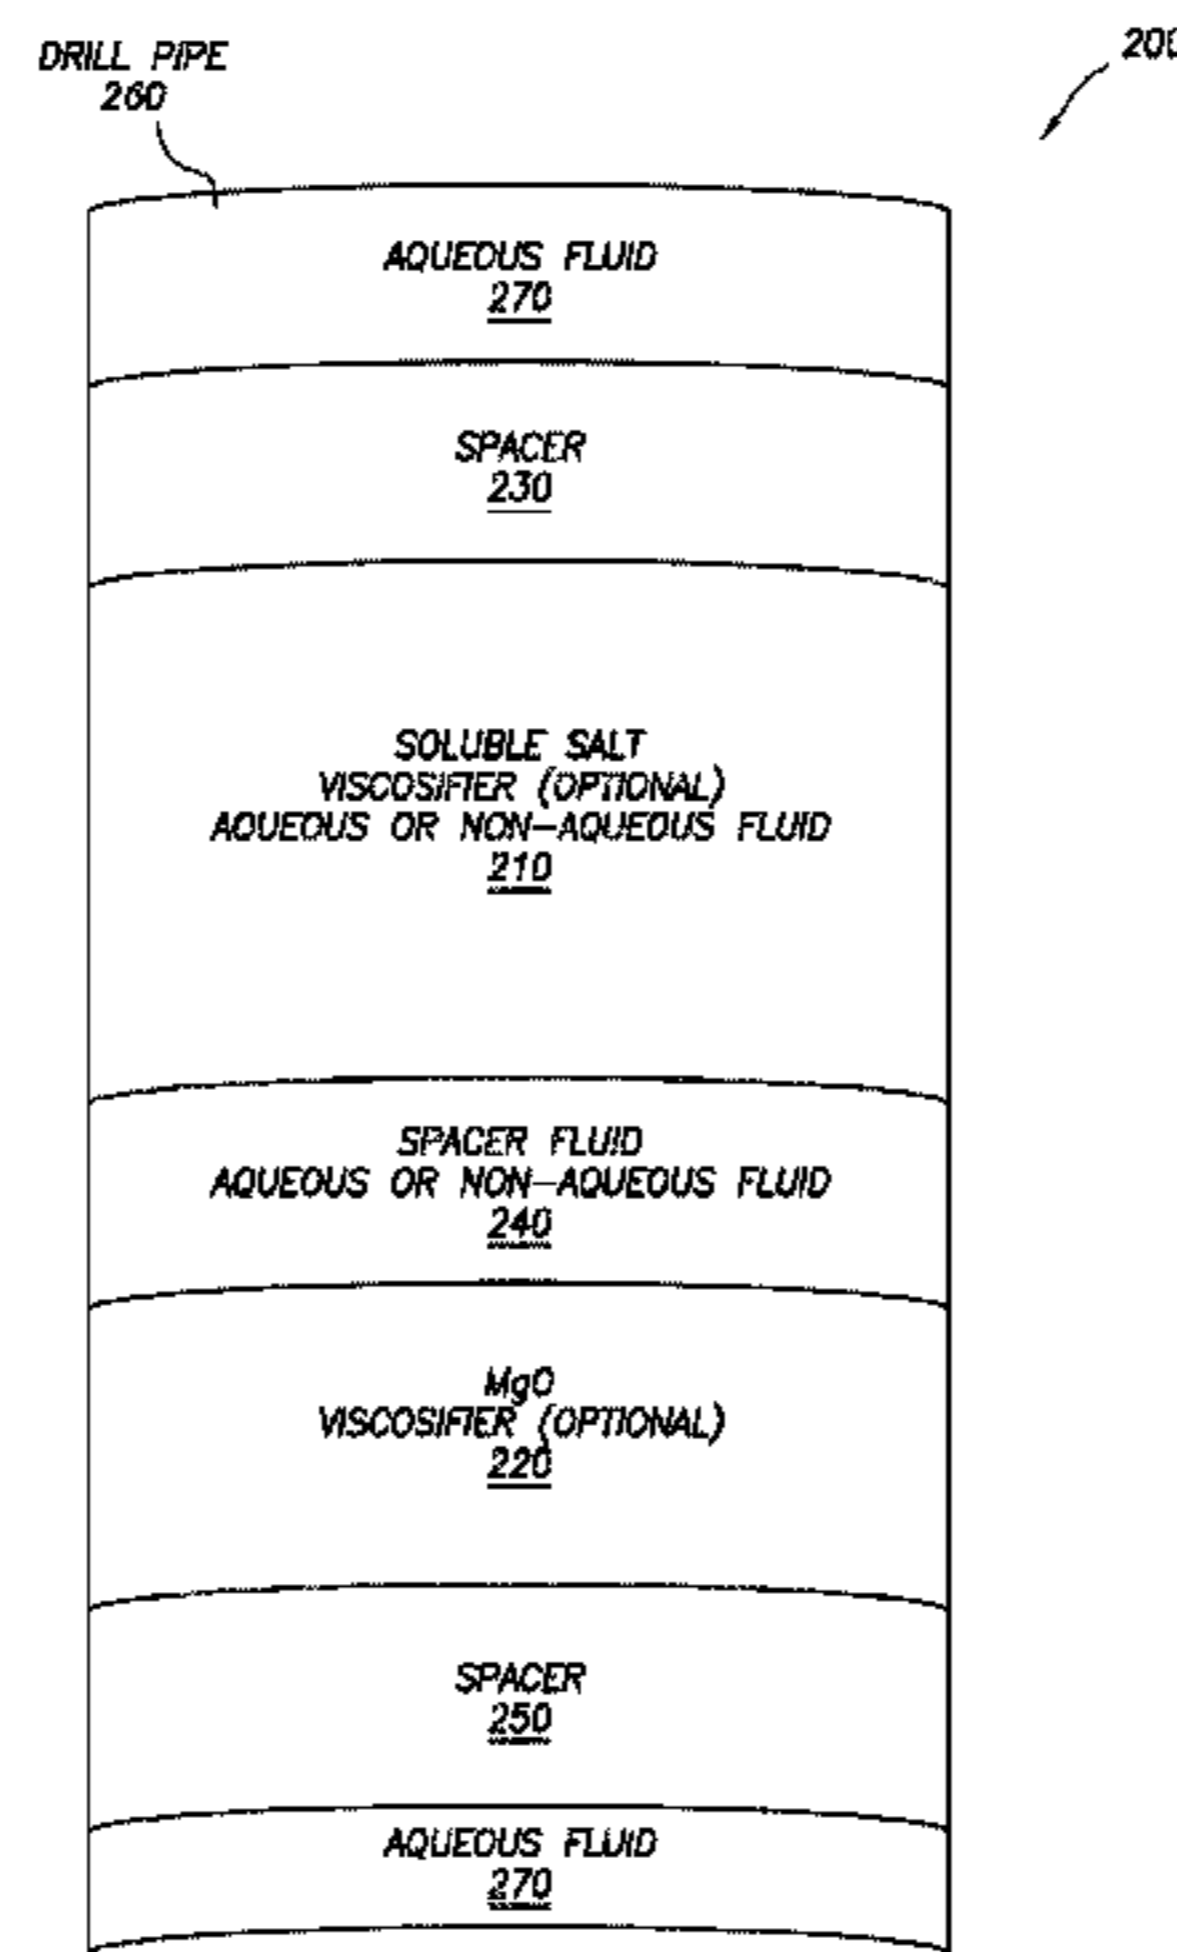 DRILL PIPE
260
200
AQUEOUS FLUID
270
SPACER
230
SOLUBLE SALT
VISCOSIFIER (OPTIONAL)
AQUEOUS OR NON-AQUEOUS FLUID
210
SPACER FLUID
AQUEOUS OR NON-AQUEOUS FLUID
240
MgO
VISCOSIFIER (OPTIONAL)
220
SPACER
250
AQUEOUS FLUID
270